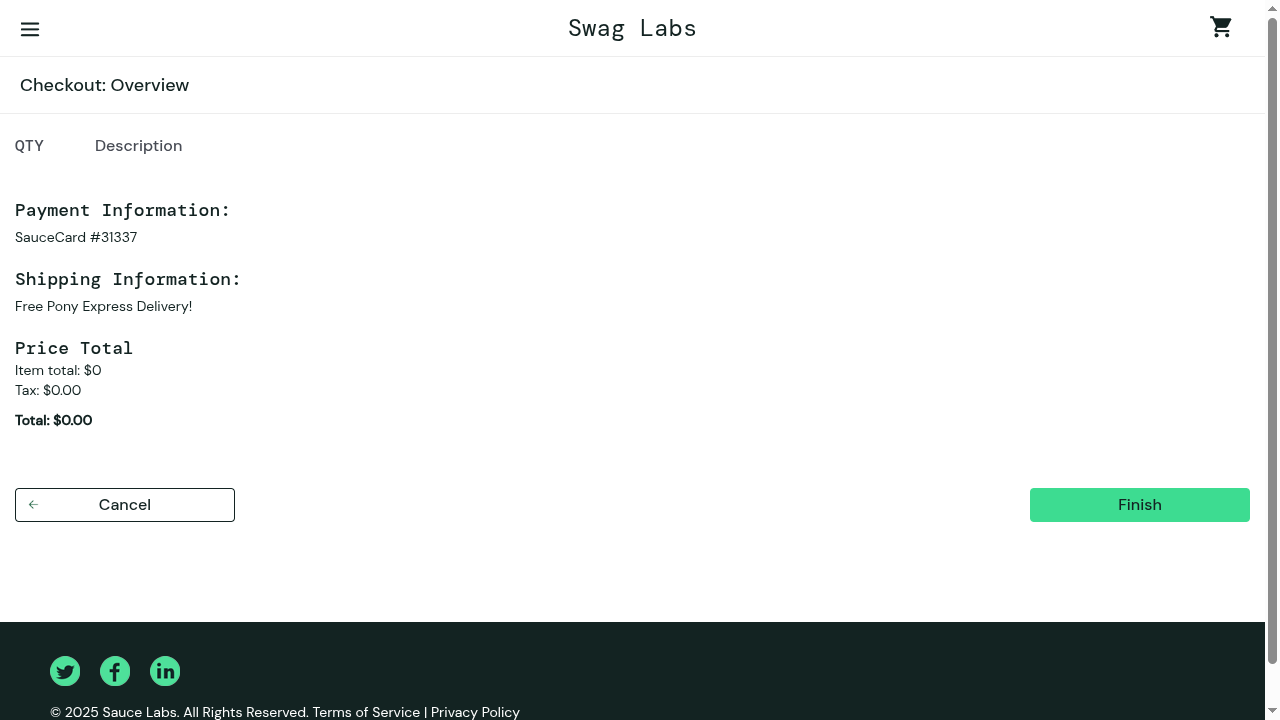 Swag Labs
Checkout: Overview
QTY Description
Payment Information:
SauceCard #31337
Shipping Information:
Free Pony Express Delivery!
Price Total
Item total: $0
Tax: $0.00
Total: $0.00
Cancel
Finish
© 2025 Sauce Labs. All Rights Reserved. Terms of Service | Privacy Policy